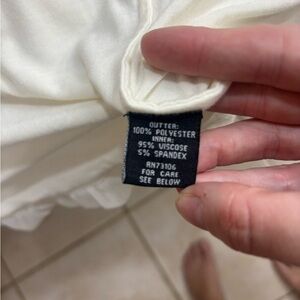 OUTTER:
100% POLYESTER
INNER:
95% VISCOSE
5% SPANDEX
RN73106
FOR CARE
SEE BELOW